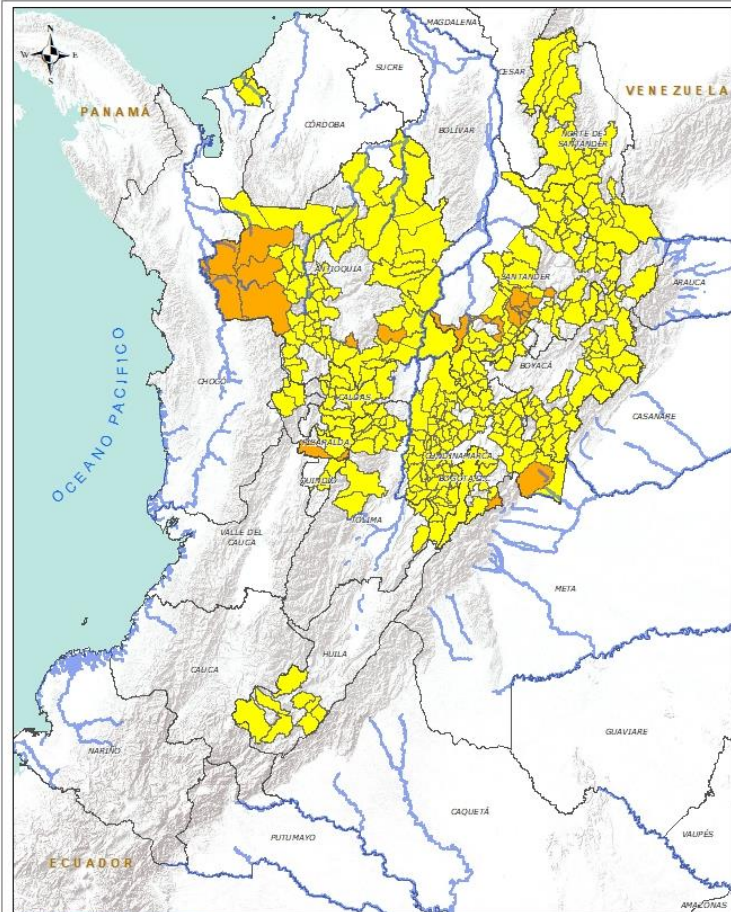 N
W E
S
MAGDALENA
SUCRE
CESAR
VENEZUELA
PANAMÁ
CÓRDOBA
BOLÍVAR
NORTE DE
SANTANDER
ANTIOQUIA
SANTANDER
ARAUCA
BOYACÁ
OCEANO PACIFICO
CHOCÓ
CALDAS
CASANARE
RISARALDA
CUNDINAMARCA
QUINDÍO
BOGOTÁ, D.C.
TOLIMA
VALLE DEL
CAUCA
META
HUILA
CAUCA
GUAVIARE
NARIÑO
CAQUETÁ
PUTUMAYO
VAUPÉS
ECUADOR
AMAZONAS